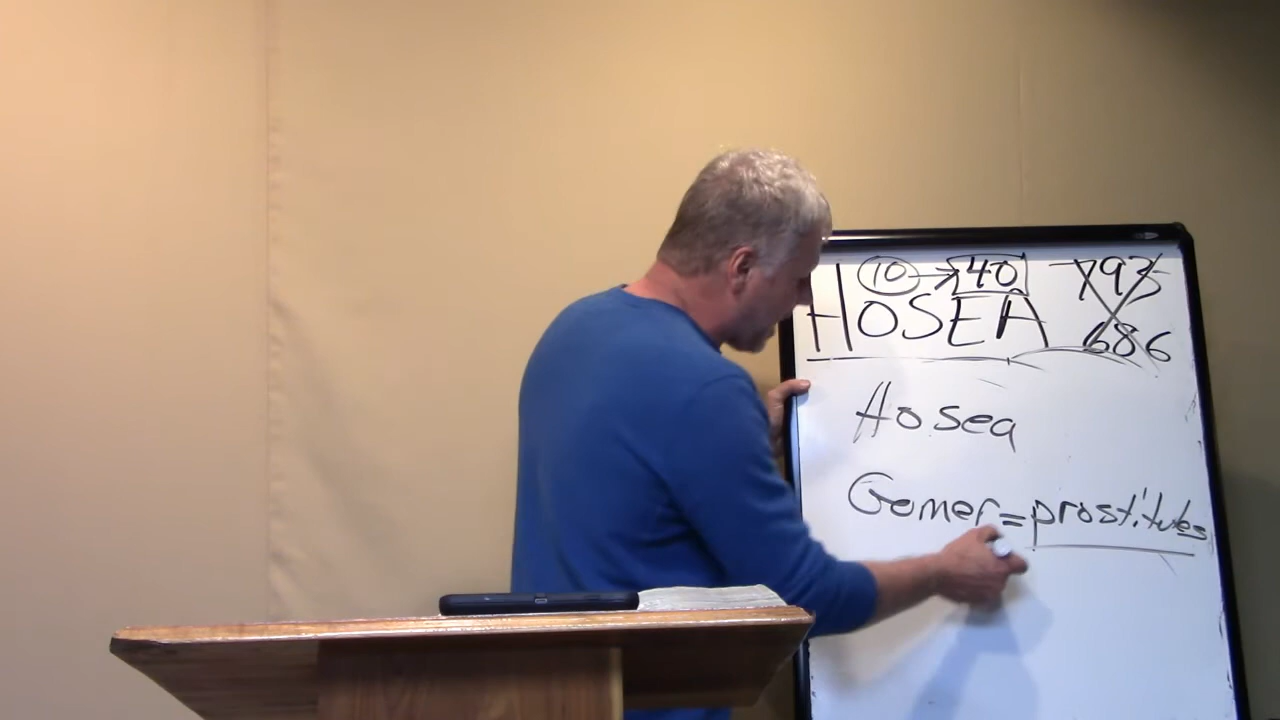 10 → 40 793
HOSEA 686
Hosea
Gomer = prostitutes